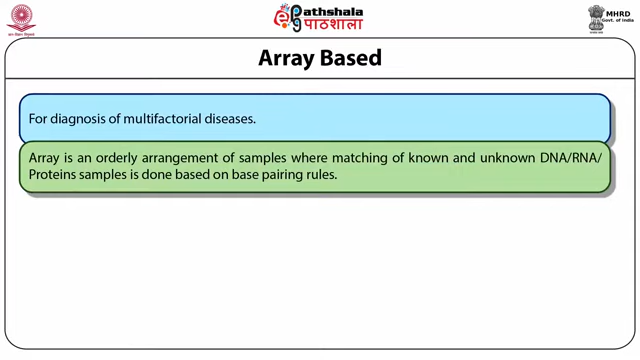 ePathshala
पाठशाला
MHRD
Govt. of India
Array Based
For diagnosis of multifactorial diseases.
Array is an orderly arrangement of samples where matching of known and unknown DNA/RNA/
Proteins samples is done based on base pairing rules.